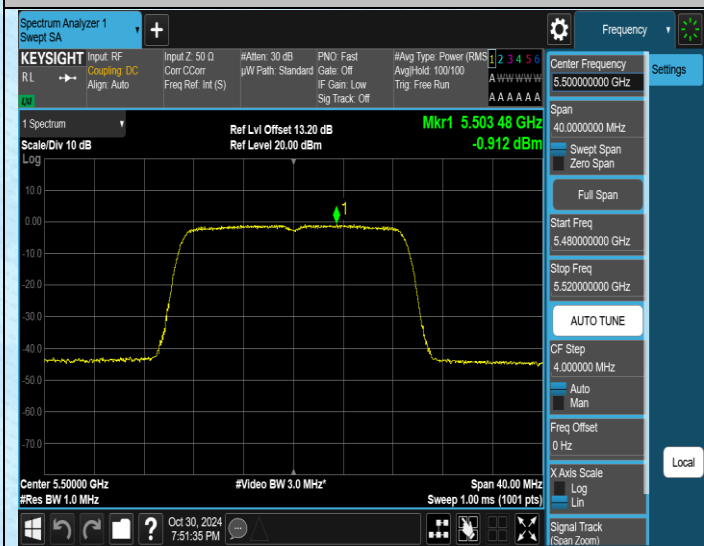 Spectrum Analyzer 1
Swept SA
Frequency
KEYSIGHT
RL
LXI
Input: RF
Coupling: DC
Align: Auto
Input Z: 50 Ω
Corr CCorr
Freq Ref: Int (S)
#Atten: 30 dB
µW Path: Standard
PNO: Fast
Gate: Off
IF Gain: Low
Sig Track: Off
#Avg Type: Power (RMS
Avg|Hold: 100/100
Trig: Free Run
1 2 3 4 5 6
A W W W W W
A A A A A A
1 Spectrum
Scale/Div 10 dB
Log
Ref Lvl Offset 13.20 dB
Ref Level 20.00 dBm
Mkr1 5.503 48 GHz
-0.912 dBm
1
10.0
0.00
-10.0
-20.0
-30.0
-40.0
-50.0
-60.0
-70.0
Center 5.50000 GHz
#Res BW 1.0 MHz
#Video BW 3.0 MHz*
Span 40.00 MHz
Sweep 1.00 ms (1001 pts)
Oct 30, 2024
7:51:35 PM
Center Frequency
5.500000000 GHz
Span
40.0000000 MHz
Swept Span
Zero Span
Full Span
Start Freq
5.480000000 GHz
Stop Freq
5.520000000 GHz
AUTO TUNE
CF Step
4.000000 MHz
Auto
Man
Freq Offset
0 Hz
X Axis Scale
Log
Lin
Signal Track
(Span Zoom)
Settings
Local